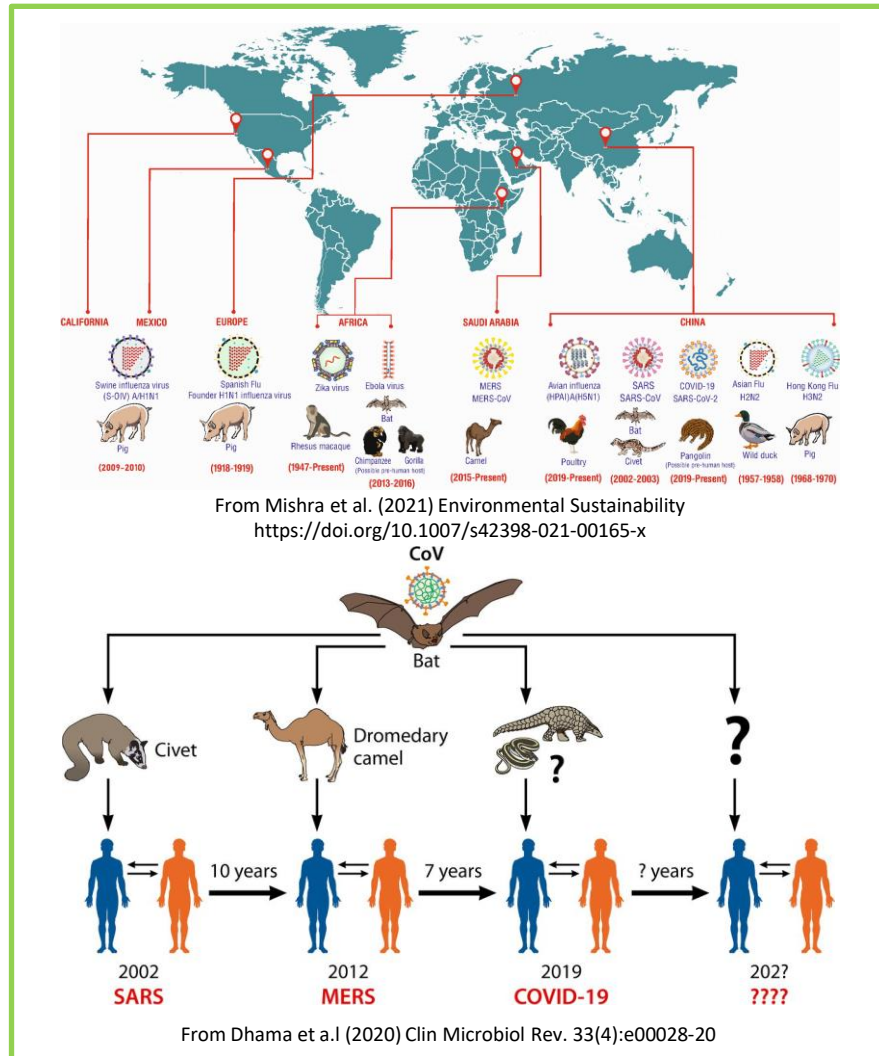 CALIFORNIA MEXICO EUROPE AFRICA SAUDI ARABIA CHINA
Swine influenza virus
(S-OIV) A/H1N1
Pig
(2009-2010)
Spanish Flu
Founder H1N1 influenza virus
Pig
(1918-1919)
Zika virus
Rhesus macaque
(1947-Present)
Ebola virus
Bat
Chimpanzee Gorilla
(Possible pre-human host)
(2013-2016)
MERS
MERS-CoV
Camel
(2015-Present)
Avian influenza
(HPAI)A(H5N1)
Poultry
(2019-Present)
SARS
SARS-CoV
Bat
Civet
(2002-2003)
COVID-19
SARS-CoV-2
Pangolin
(Possible pre-human host)
(2019-Present)
Asian Flu
H2N2
Wild duck
(1957-1958)
Hong Kong Flu
H3N2
Pig
(1968-1970)
From Mishra et al. (2021) Environmental Sustainability
https://doi.org/10.1007/s42398-021-00165-x
CoV
Bat
Civet
Dromedary
camel
?
?
10 years
7 years
? years
2002 2012 2019 202?
SARS MERS COVID-19 ????
From Dhama et a.l (2020) Clin Microbiol Rev. 33(4):e00028-20